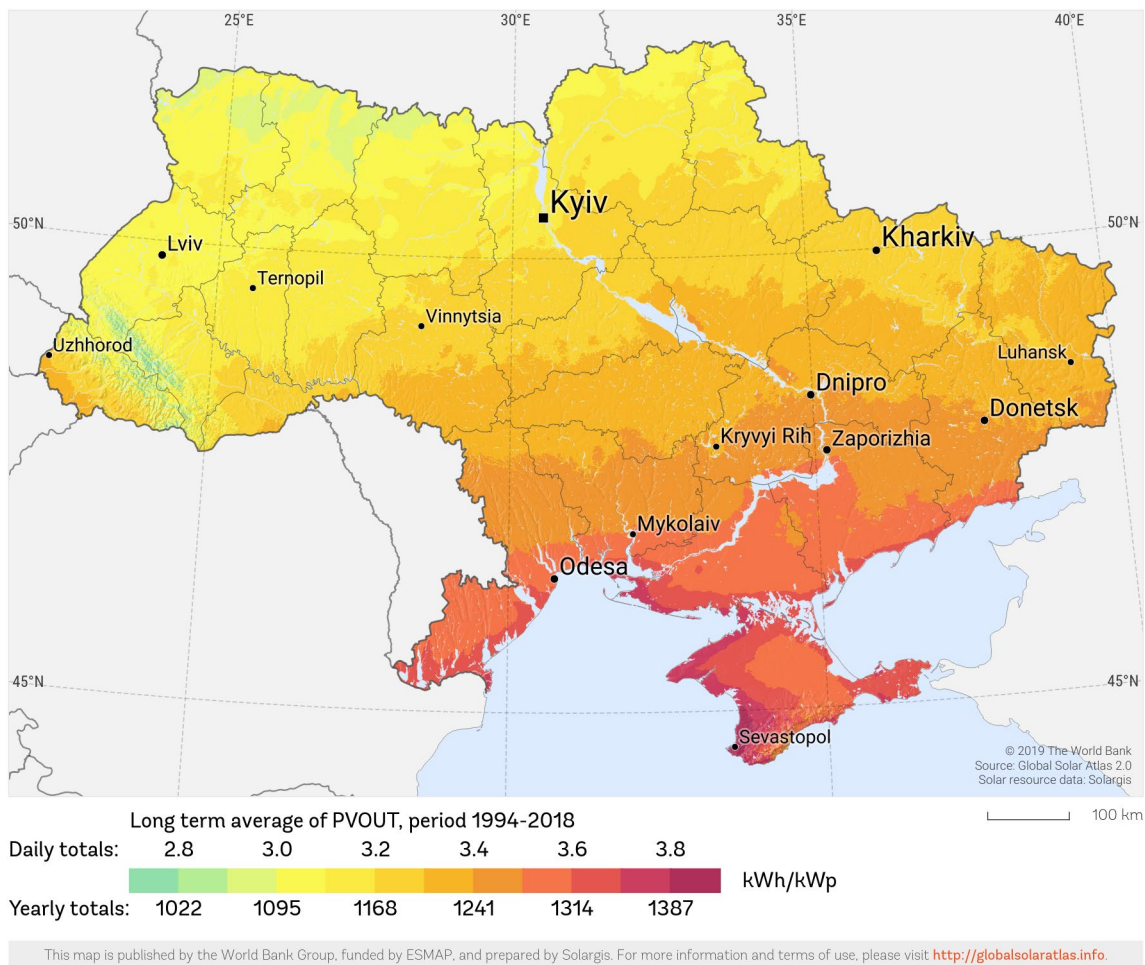 25°E 30°E 35°E 40°E
Kyiv
50°N 50°N
Lviv Kharkiv
Ternopil
Vinnytsia
Uzhhorod Luhansk
Dnipro
Donetsk
Kryvyi Rih Zaporizhia
Mykolaiv
Odesa
45°N 45°N
Sevastopol
© 2019 The World Bank
Source: Global Solar Atlas 2.0
Solar resource data: Solargis
100 km
Long term average of PVOUT, period 1994-2018
Daily totals: 2.8 3.0 3.2 3.4 3.6 3.8
kWh/kWp
Yearly totals: 1022 1095 1168 1241 1314 1387
This map is published by the World Bank Group, funded by ESMAP, and prepared by Solargis. For more information and terms of use, please visit http://globalsolaratlas.info.